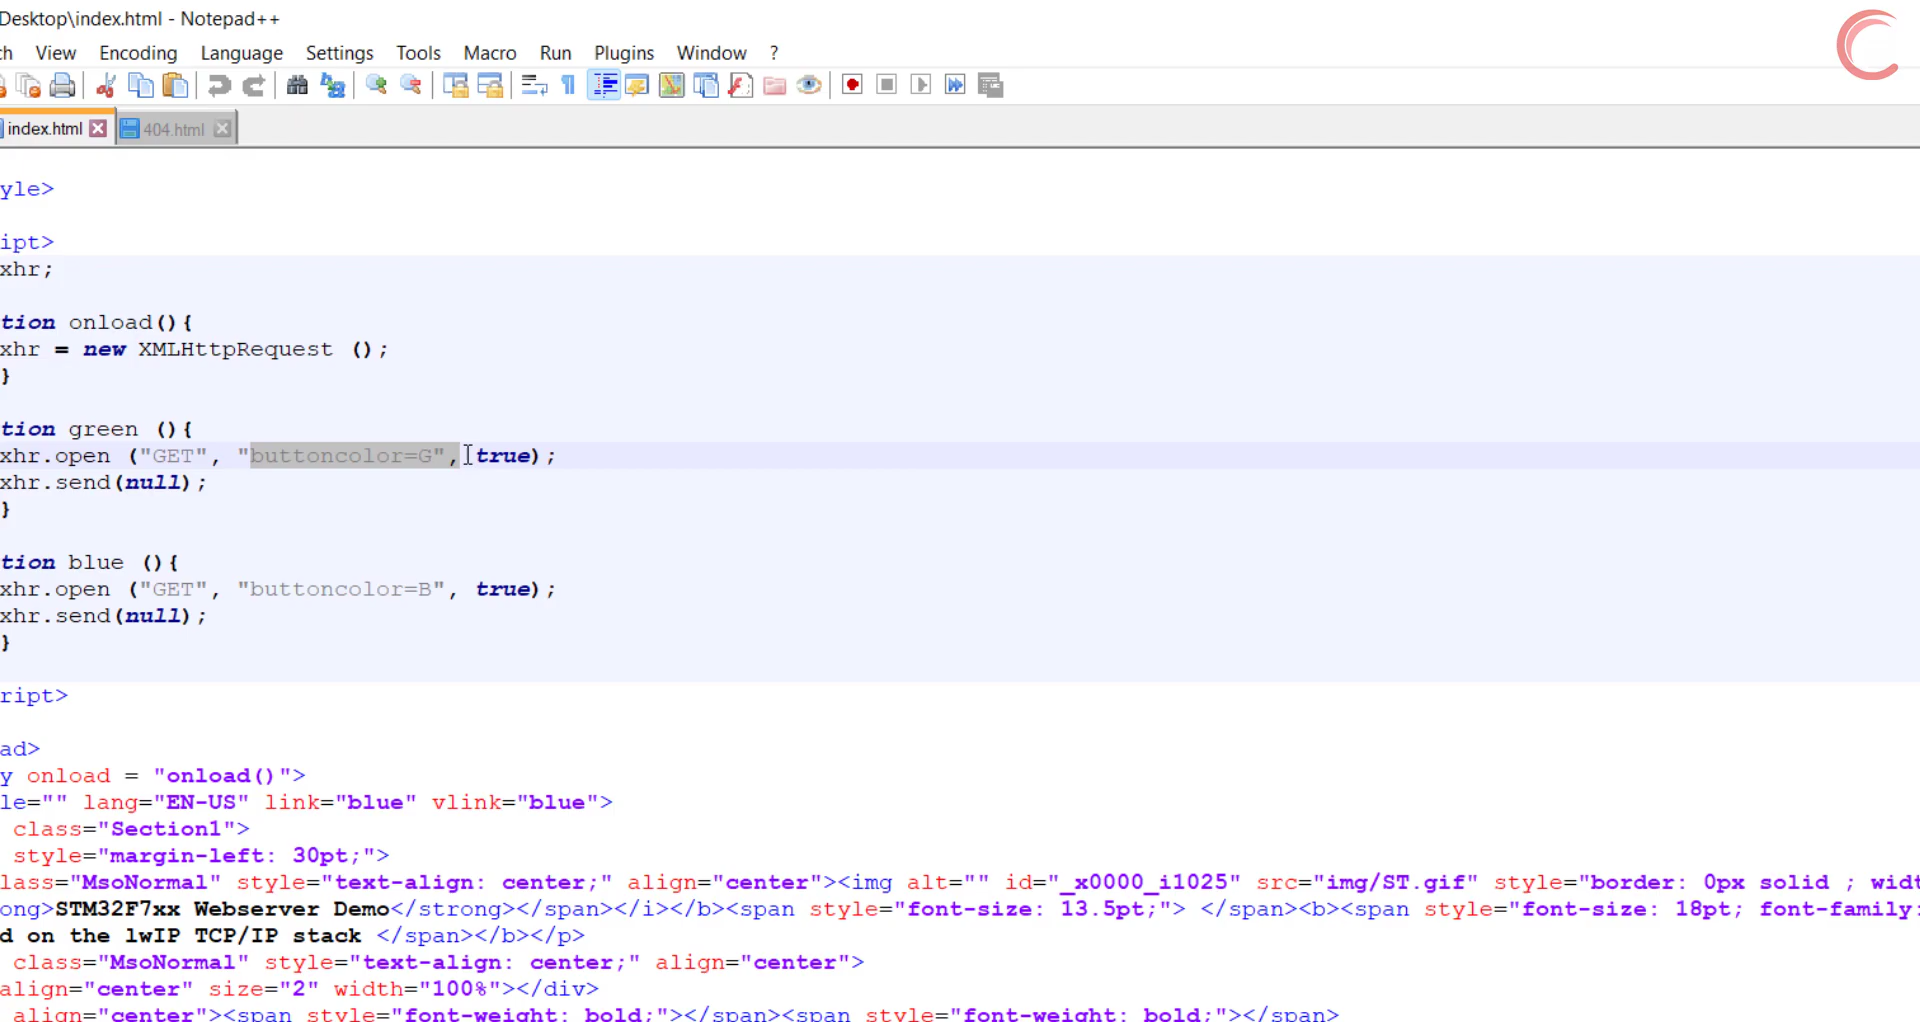 Desktop\index.html - Notepad++
ch View Encoding Language Settings Tools Macro Run Plugins Window ?
index.html 404.html
yle>
ipt>
xhr;
tion onload(){
xhr = new XMLHttpRequest ();
}
tion green (){
xhr.open ("GET", "buttoncolor=G", true);
xhr.send(null);
}
tion blue (){
xhr.open ("GET", "buttoncolor=B", true);
xhr.send(null);
}
ript>
ad>
y onload = "onload()">
le="" lang="EN-US" link="blue" vlink="blue">
class="Section1">
style="margin-left: 30pt;">
lass="MsoNormal" style="text-align: center;" align="center"><img alt="" id="_x0000_i1025" src="img/ST.gif" style="border: 0px solid ; widt
ong>STM32F7xx Webserver Demo</strong></span></i></b><span style="font-size: 13.5pt;"> </span><b><span style="font-size: 18pt; font-family:
d on the lwIP TCP/IP stack </span></b></p>
class="MsoNormal" style="text-align: center;" align="center">
align="center" size="2" width="100%"></div>
align="center"><span style="font-weight: bold;"></span><span style="font-weight: bold;"></span>